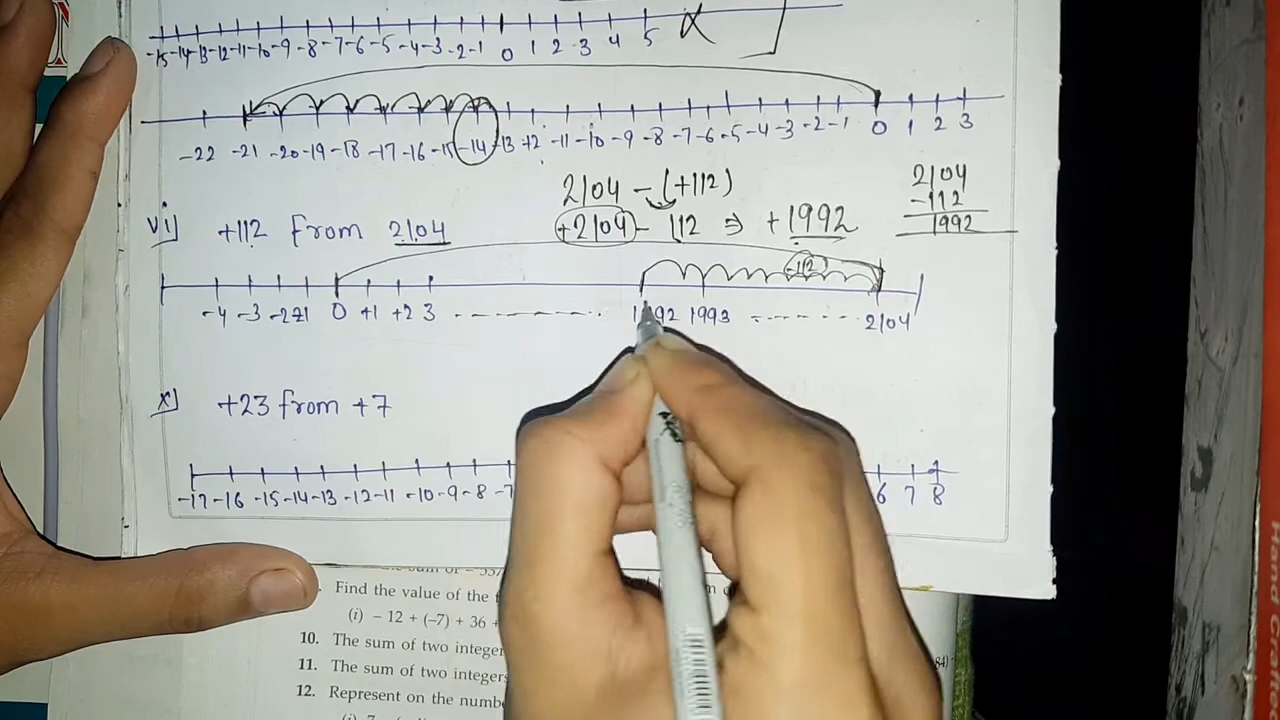 -15 -14 -13 -12 -11 -10 -9 -8 -7 -6 -5 -4 -3 -2 -1 0 1 2 3 4 5
-22 -21 -20 -19 -18 -17 -16 -15 -14 -13 -12 -11 -10 -9 -8 -7 -6 -5 -4 -3 -2 -1 0 1 2 3
2104 - (+112)
2104
-112
1992
vi) +112 from 2104
+2104 - 112 ⇒ +1992
-112
-4 -3 -2 -1 0 +1 +2 3 ------------ 1992 1993 ------- 2104
x) +23 from +7
-17 -16 -15 -14 -13 -12 -11 -10 -9 -8 -7 6 7 8
Find the value of the
(i) – 12 + (–7) + 36 +
10. The sum of two
11. The sum of two integers
12. Represent on the
84)